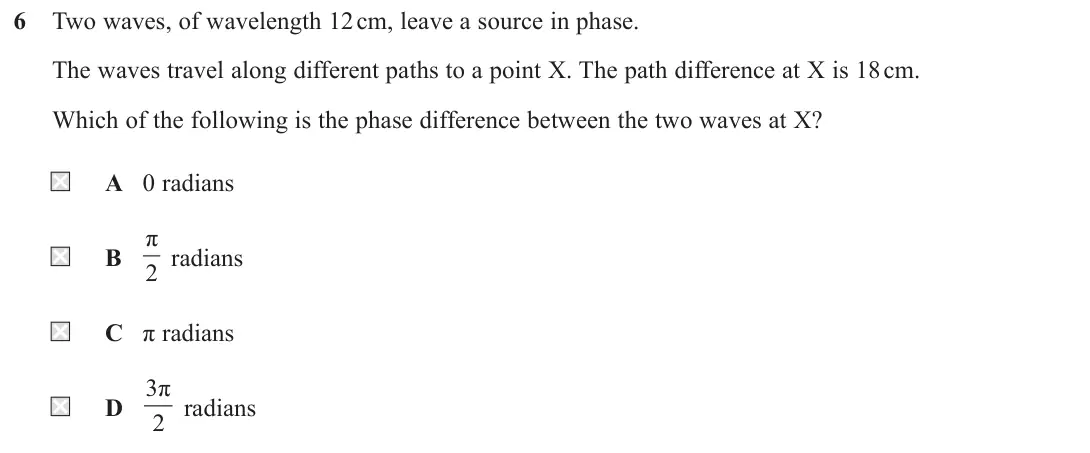 6 Two waves, of wavelength 12 cm, leave a source in phase.
The waves travel along different paths to a point X. The path difference at X is 18 cm.
Which of the following is the phase difference between the two waves at X?
A 0 radians
B π/2 radians
C π radians
D 3π/2 radians